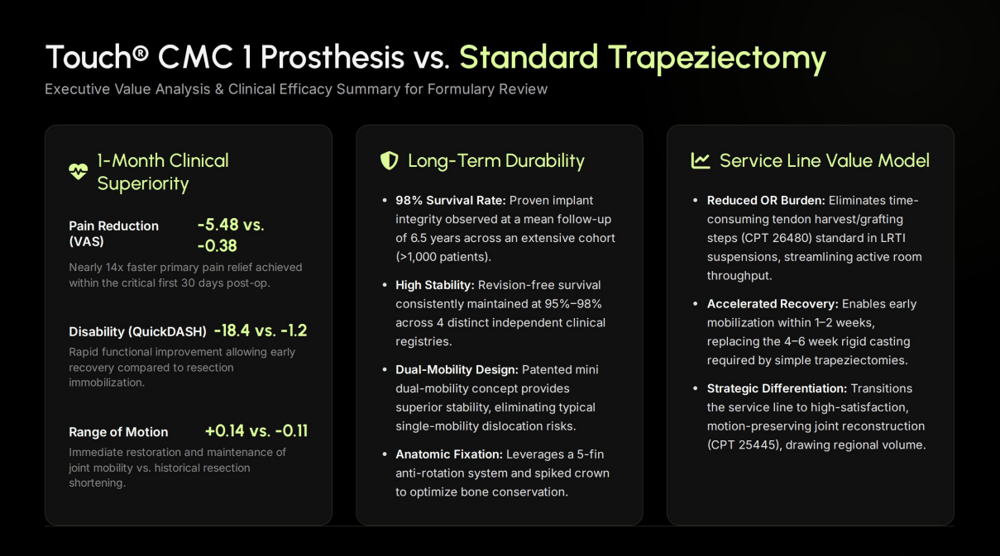 Touch® CMC 1 Prosthesis vs. Standard Trapeziectomy
Executive Value Analysis & Clinical Efficacy Summary for Formulary Review
1-Month Clinical
Superiority
Pain Reduction
(VAS)
-5.48 vs.
-0.38
Nearly 14x faster primary pain relief achieved
within the critical first 30 days post-op.
Disability (QuickDASH) -18.4 vs. -1.2
Rapid functional improvement allowing early
recovery compared to resection
immobilization.
Range of Motion +0.14 vs. -0.11
Immediate restoration and maintenance of
joint mobility vs. historical resection
shortening.
Long-Term Durability
• 98% Survival Rate: Proven implant
integrity observed at a mean follow-up
of 6.5 years across an extensive cohort
(>1,000 patients).
• High Stability: Revision-free survival
consistently maintained at 95%–98%
across 4 distinct independent clinical
registries.
• Dual-Mobility Design: Patented mini
dual-mobility concept provides
superior stability, eliminating typical
single-mobility dislocation risks.
• Anatomic Fixation: Leverages a 5-fin
anti-rotation system and spiked crown
to optimize bone conservation.
Service Line Value Model
• Reduced OR Burden: Eliminates time-
consuming tendon harvest/grafting
steps (CPT 26480) standard in LRTI
suspensions, streamlining active room
throughput.
• Accelerated Recovery: Enables early
mobilization within 1–2 weeks,
replacing the 4–6 week rigid casting
required by simple trapeziectomies.
• Strategic Differentiation: Transitions
the service line to high-satisfaction,
motion-preserving joint reconstruction
(CPT 25445), drawing regional volume.